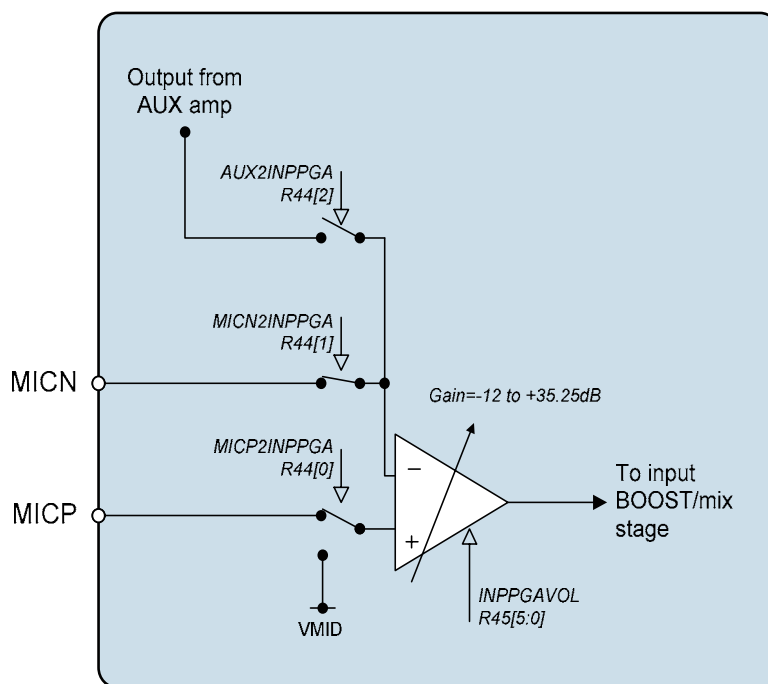 Output from
AUX amp
AUX2INPPGA
R44[2]
MICN2INPPGA
R44[1]
MICN
Gain=-12 to +35.25dB
MICP2INPPGA
R44[0]
MICP
−
+
To input
BOOST/mix
stage
VMID
INPPGAVOL
R45[5:0]